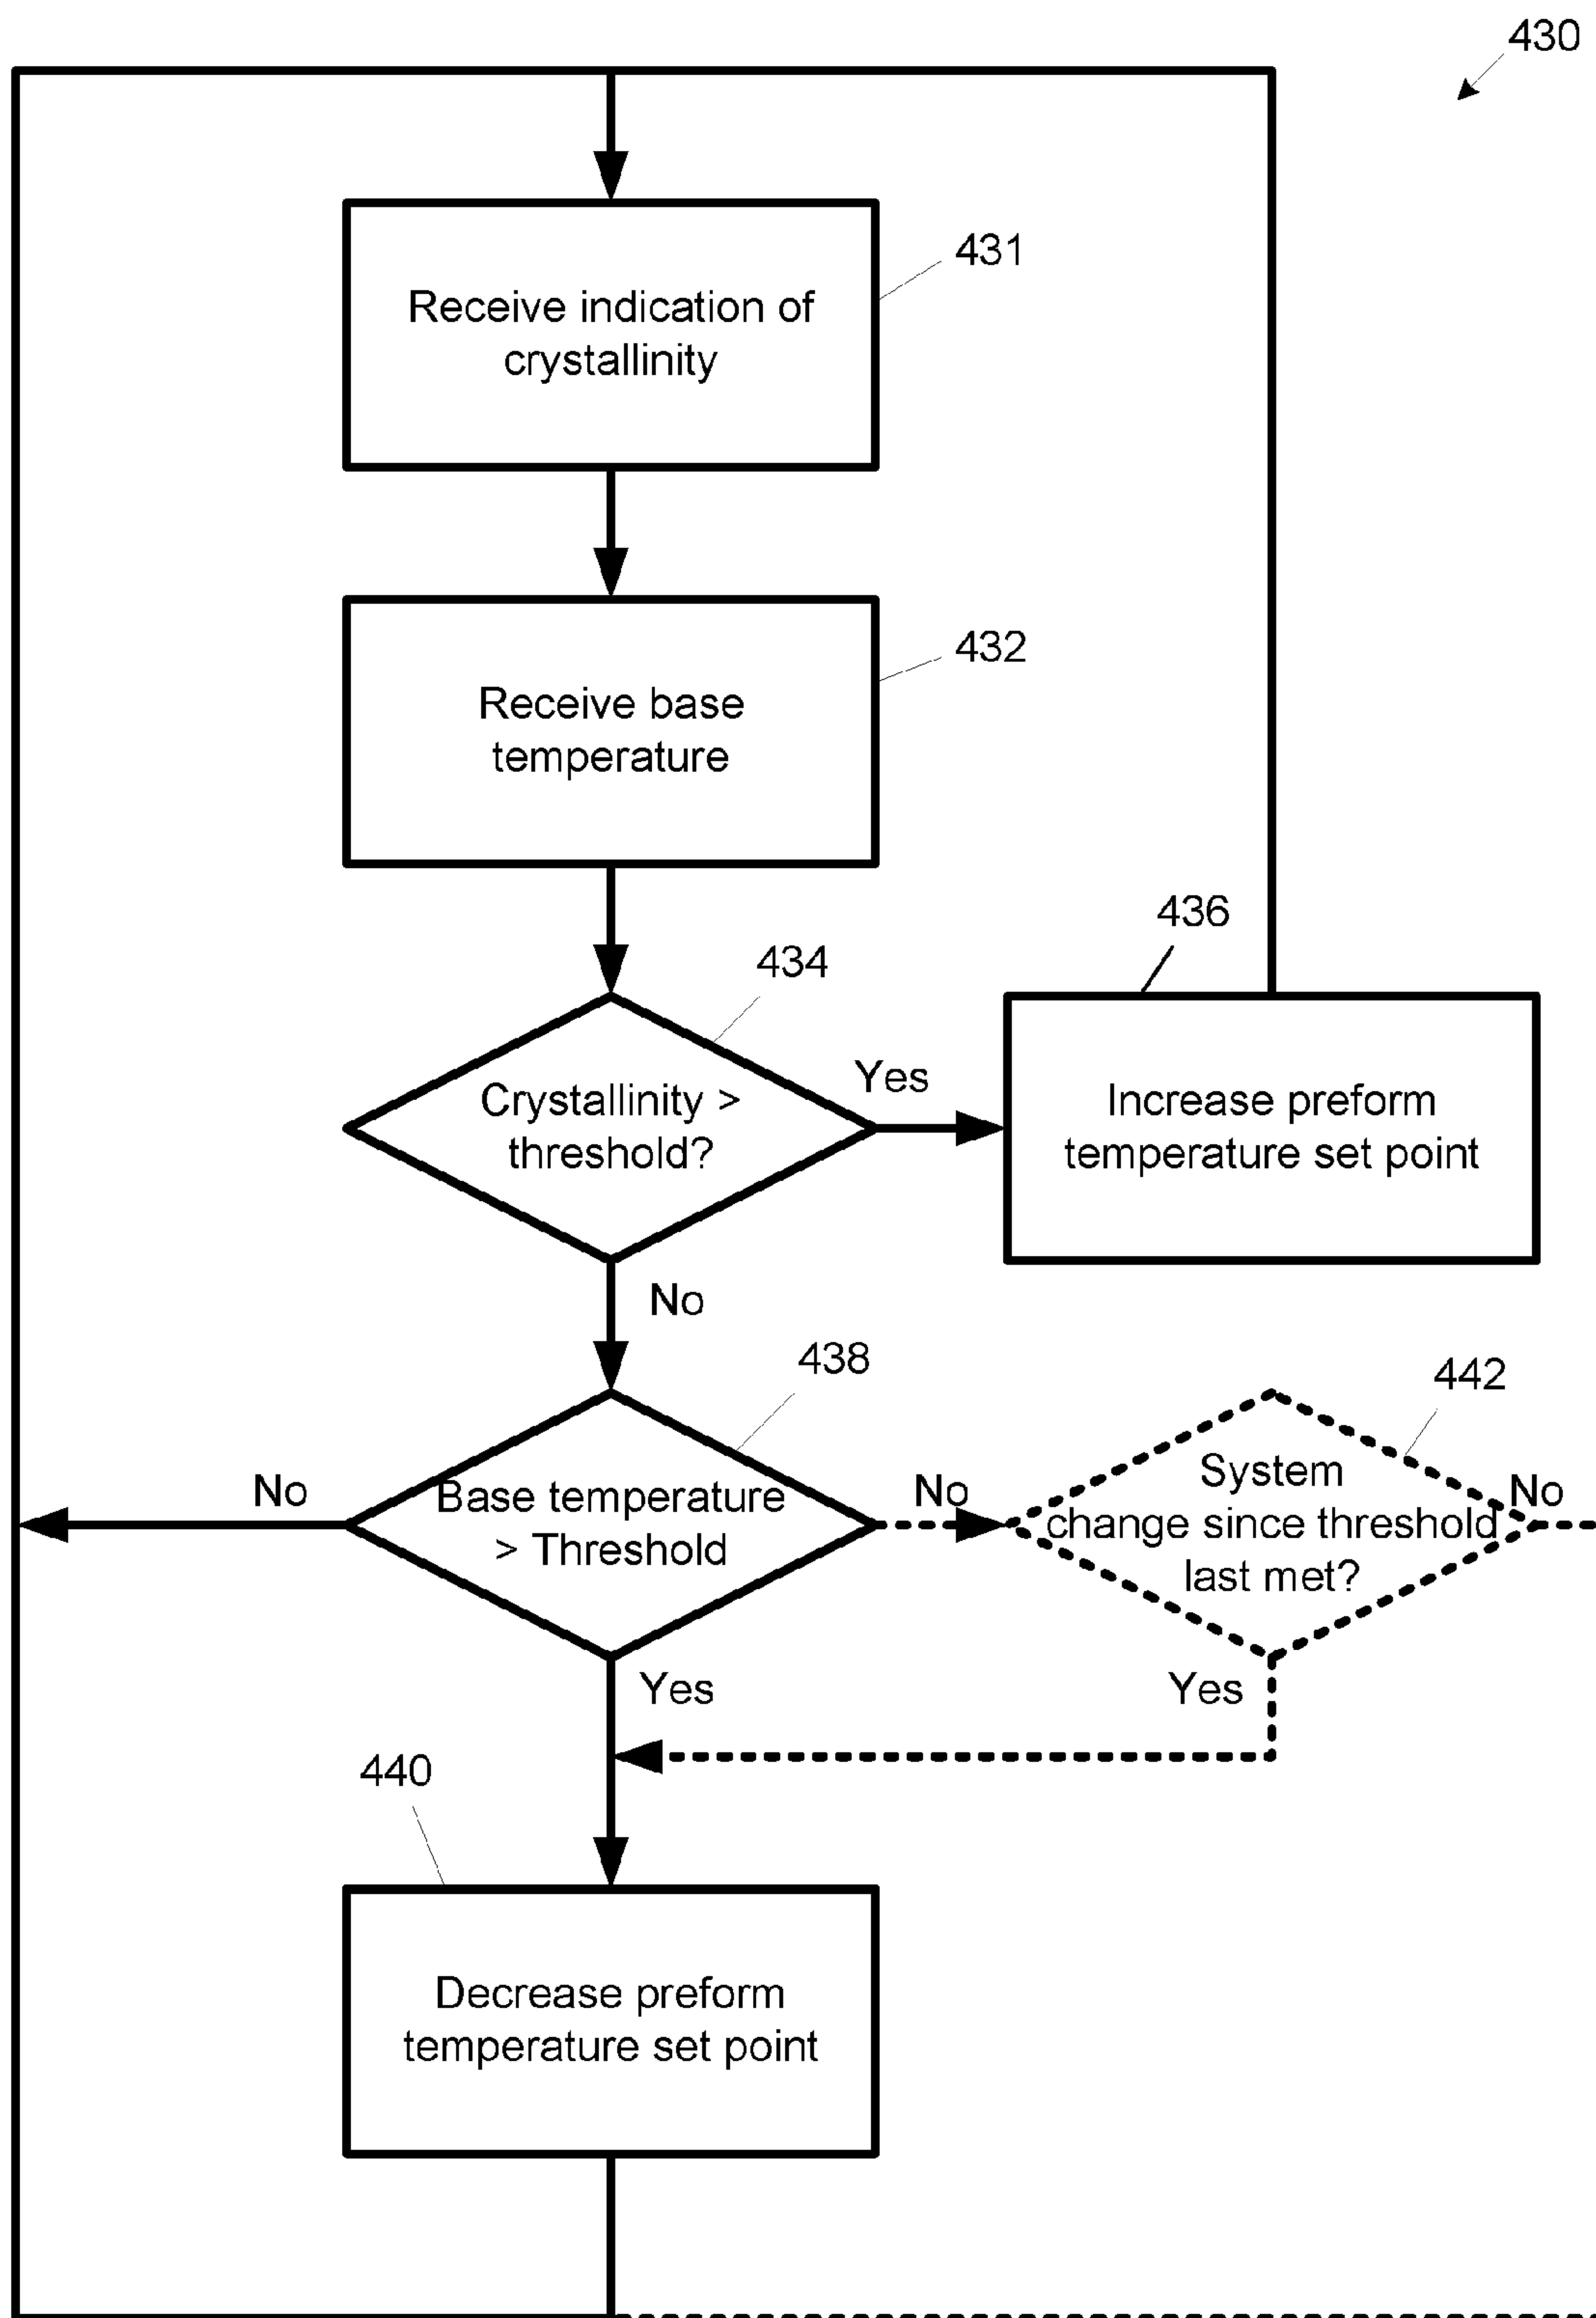 430
431
Receive indication of
crystallinity
432
Receive base
temperature
434
436
Crystallinity >
threshold?
Yes
Increase preform
temperature set point
No
438
442
No
Base temperature
> Threshold
No
System
change since threshold
last met?
No
Yes
Yes
440
Decrease preform
temperature set point